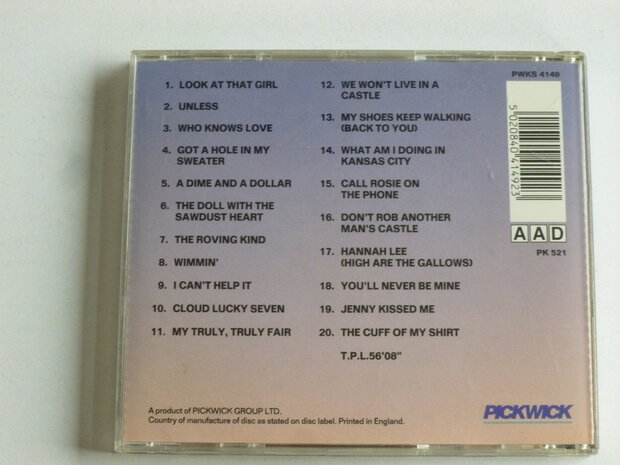 1. LOOK AT THAT GIRL
2. UNLESS
3. WHO KNOWS LOVE
4. GOT A HOLE IN MY
SWEATER
5. A DIME AND A DOLLAR
6. THE DOLL WITH THE
SAWDUST HEART
7. THE ROVING KIND
8. WIMMIN'
9. I CAN'T HELP IT
10. CLOUD LUCKY SEVEN
11. MY TRULY, TRULY FAIR
12. WE WON'T LIVE IN A
CASTLE
13. MY SHOES KEEP WALKING
(BACK TO YOU)
14. WHAT AM I DOING IN
KANSAS CITY
15. CALL ROSIE ON
THE PHONE
16. DON'T ROB ANOTHER
MAN'S CASTLE
17. HANNAH LEE
(HIGH ARE THE GALLOWS)
18. YOU'LL NEVER BE MINE
19. JENNY KISSED ME
20. THE CUFF OF MY SHIRT
T.P.L.56'08"
PWKS 4149
5020840414923
AAD
PK 521
A product of PICKWICK GROUP LTD.
Country of manufacture of disc as stated on disc label. Printed in England.
PICKWICK